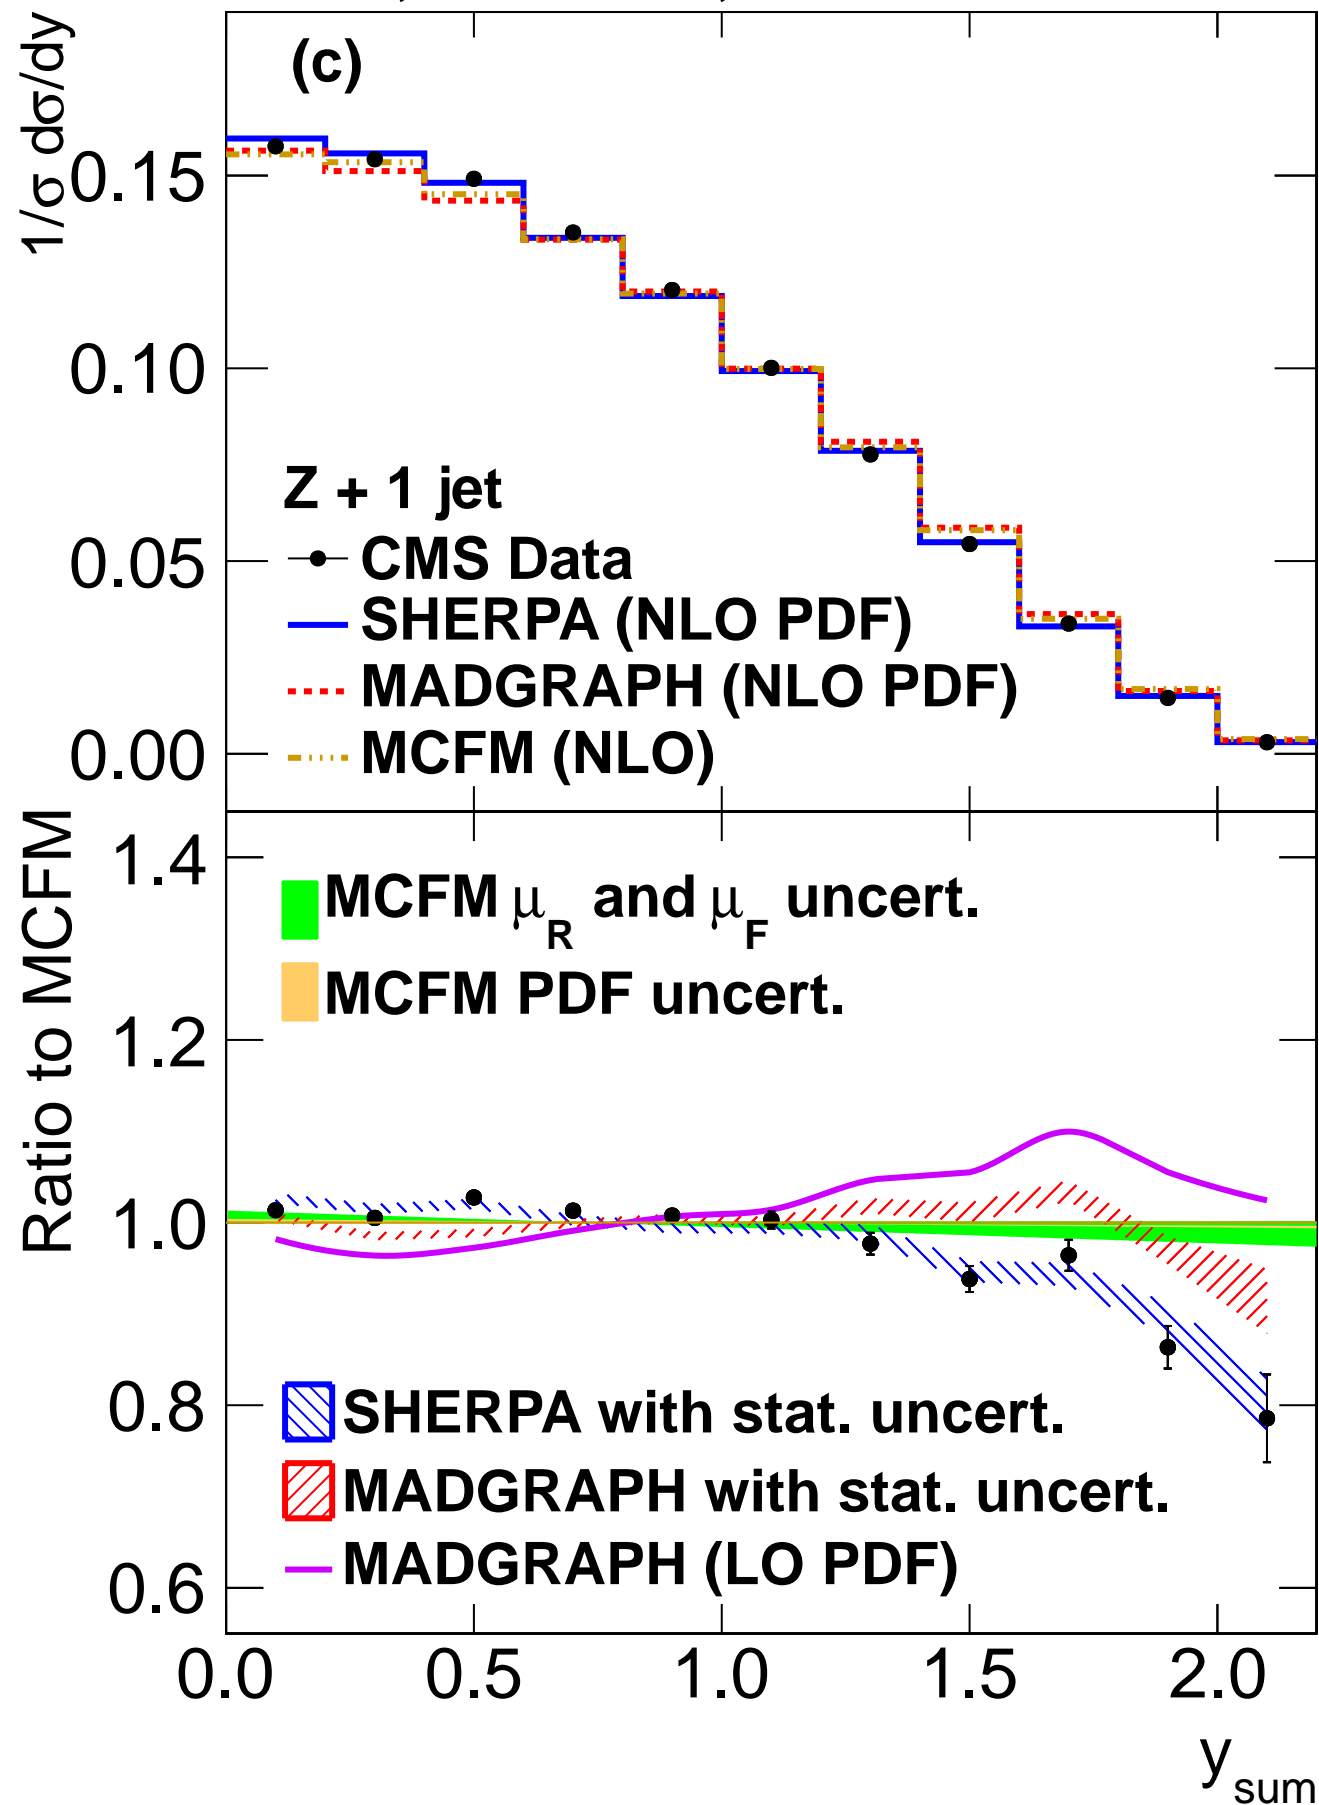 (c)
1/σ dσ/dy
0.15
0.10
0.05
0.00
Z + 1 jet
CMS Data
SHERPA (NLO PDF)
MADGRAPH (NLO PDF)
MCFM (NLO)
Ratio to MCFM
1.4
1.2
1.0
0.8
0.6
MCFM μR and μF uncert.
MCFM PDF uncert.
SHERPA with stat. uncert.
MADGRAPH with stat. uncert.
MADGRAPH (LO PDF)
0.0 0.5 1.0 1.5 2.0
ysum